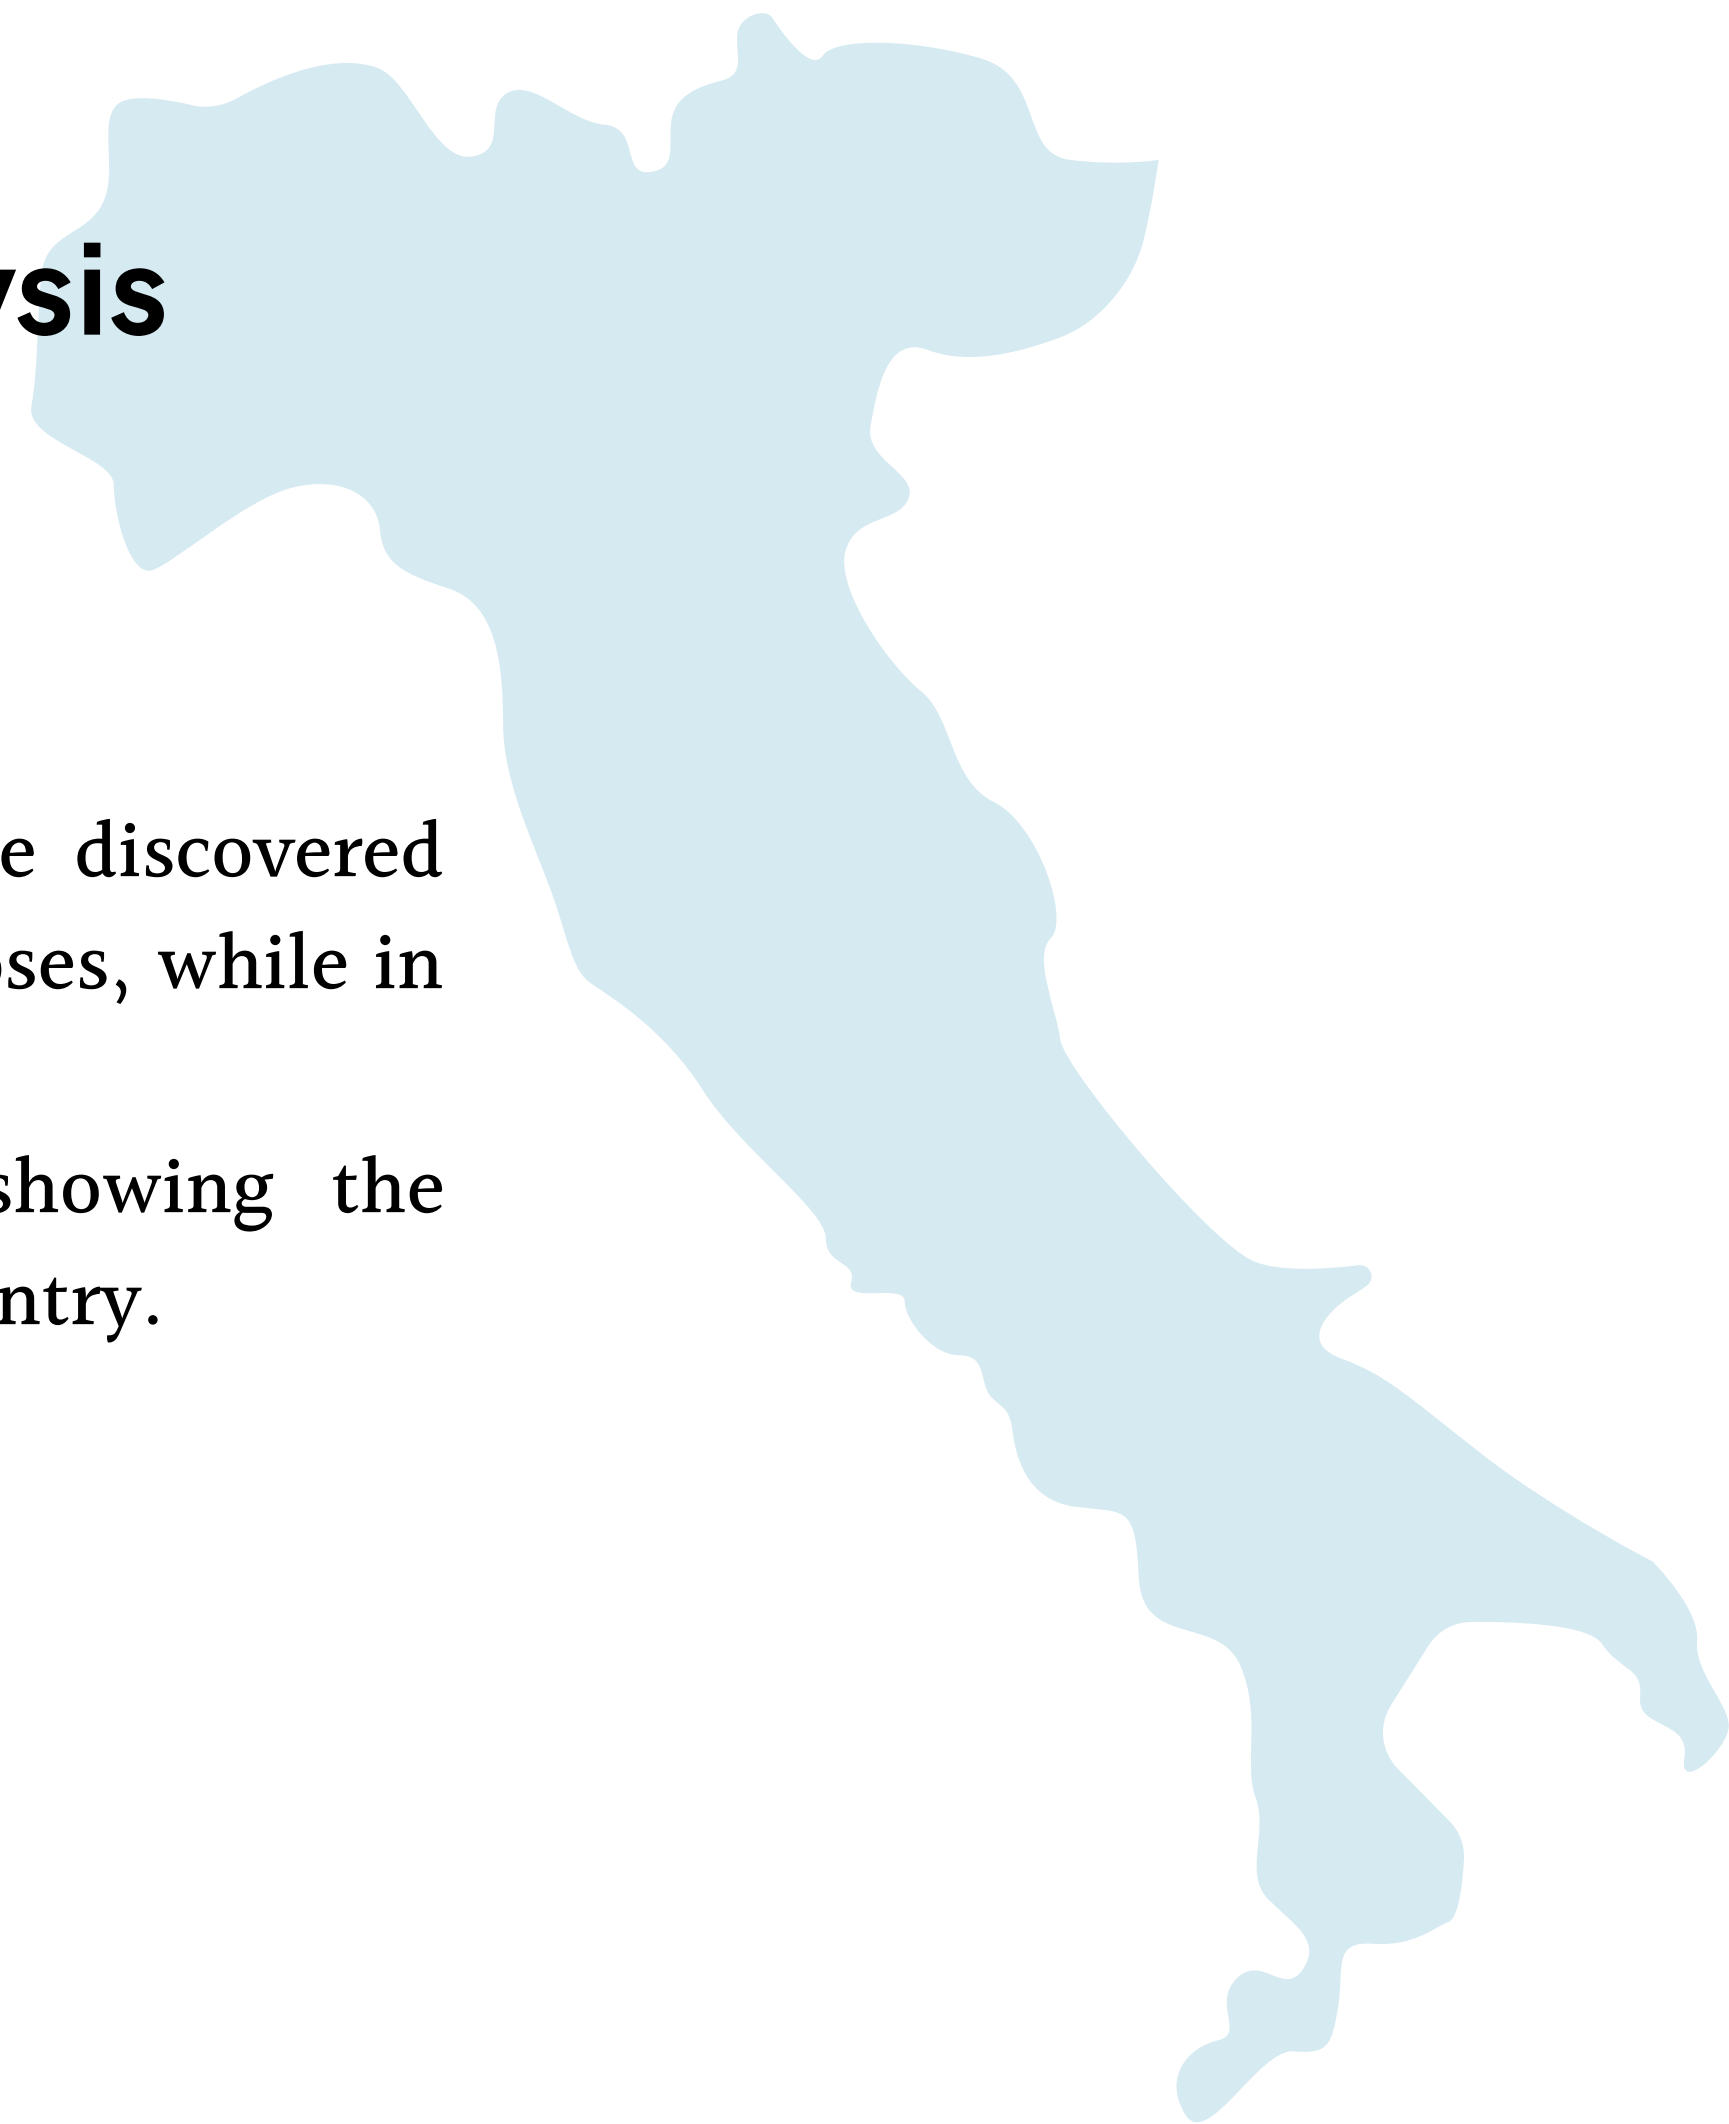 ysis
e discovered
ses, while in
showing the
ntry.